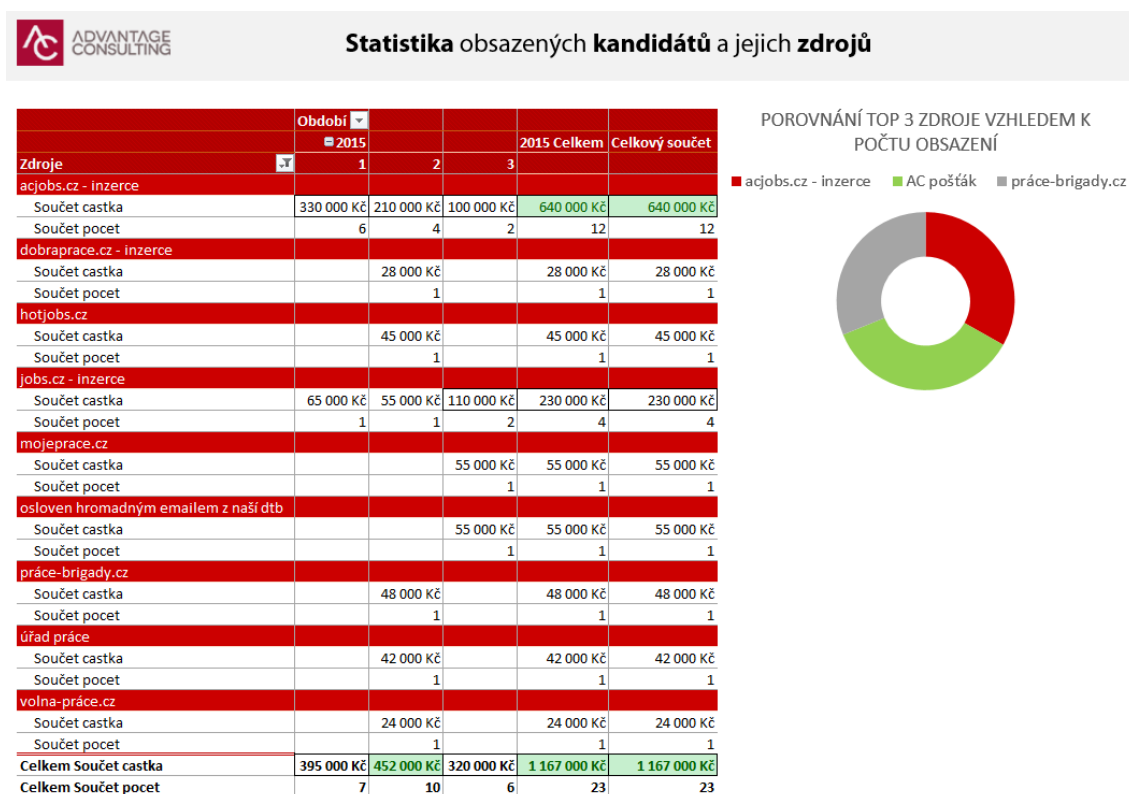 ADVANTAGE
CONSULTING
Statistika obsazených kandidátů a jejich zdrojů
Období
2015 2015 Celkem Celkový součet
Zdroje 1 2 3
acjobs.cz - inzerce
Součet castka 330 000 Kč 210 000 Kč 100 000 Kč 640 000 Kč 640 000 Kč
Součet pocet 6 4 2 12 12
dobraprace.cz - inzerce
Součet castka 28 000 Kč 28 000 Kč 28 000 Kč
Součet pocet 1 1 1
hotjobs.cz
Součet castka 45 000 Kč 45 000 Kč 45 000 Kč
Součet pocet 1 1 1
jobs.cz - inzerce
Součet castka 65 000 Kč 55 000 Kč 110 000 Kč 230 000 Kč 230 000 Kč
Součet pocet 1 1 2 4 4
mojeprace.cz
Součet castka 55 000 Kč 55 000 Kč 55 000 Kč
Součet pocet 1 1 1
osloven hromadným emailem z naší dtb
Součet castka 55 000 Kč 55 000 Kč 55 000 Kč
Součet pocet 1 1 1
práce-brigady.cz
Součet castka 48 000 Kč 48 000 Kč 48 000 Kč
Součet pocet 1 1 1
úřad práce
Součet castka 42 000 Kč 42 000 Kč 42 000 Kč
Součet pocet 1 1 1
volna-práce.cz
Součet castka 24 000 Kč 24 000 Kč 24 000 Kč
Součet pocet 1 1 1
Celkem Součet castka 395 000 Kč 452 000 Kč 320 000 Kč 1 167 000 Kč 1 167 000 Kč
Celkem Součet pocet 7 10 6 23 23
POROVNÁNÍ TOP 3 ZDROJE VZHLEDEM K
POČTU OBSAZENÍ
acjobs.cz - inzerce AC pošťák práce-brigady.cz